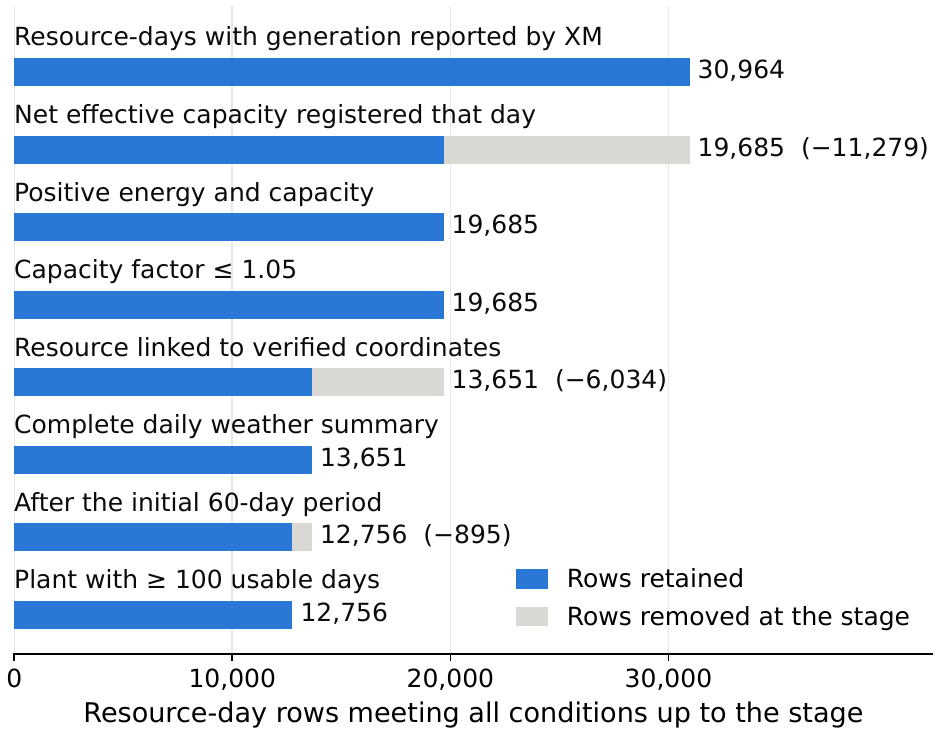 Resource-days with generation reported by XM
30,964
Net effective capacity registered that day
19,685 (−11,279)
Positive energy and capacity
19,685
Capacity factor ≤ 1.05
19,685
Resource linked to verified coordinates
13,651 (−6,034)
Complete daily weather summary
13,651
After the initial 60-day period
12,756 (−895)
Plant with ≥ 100 usable days
12,756
Rows retained
Rows removed at the stage
0 10,000 20,000 30,000
Resource-day rows meeting all conditions up to the stage